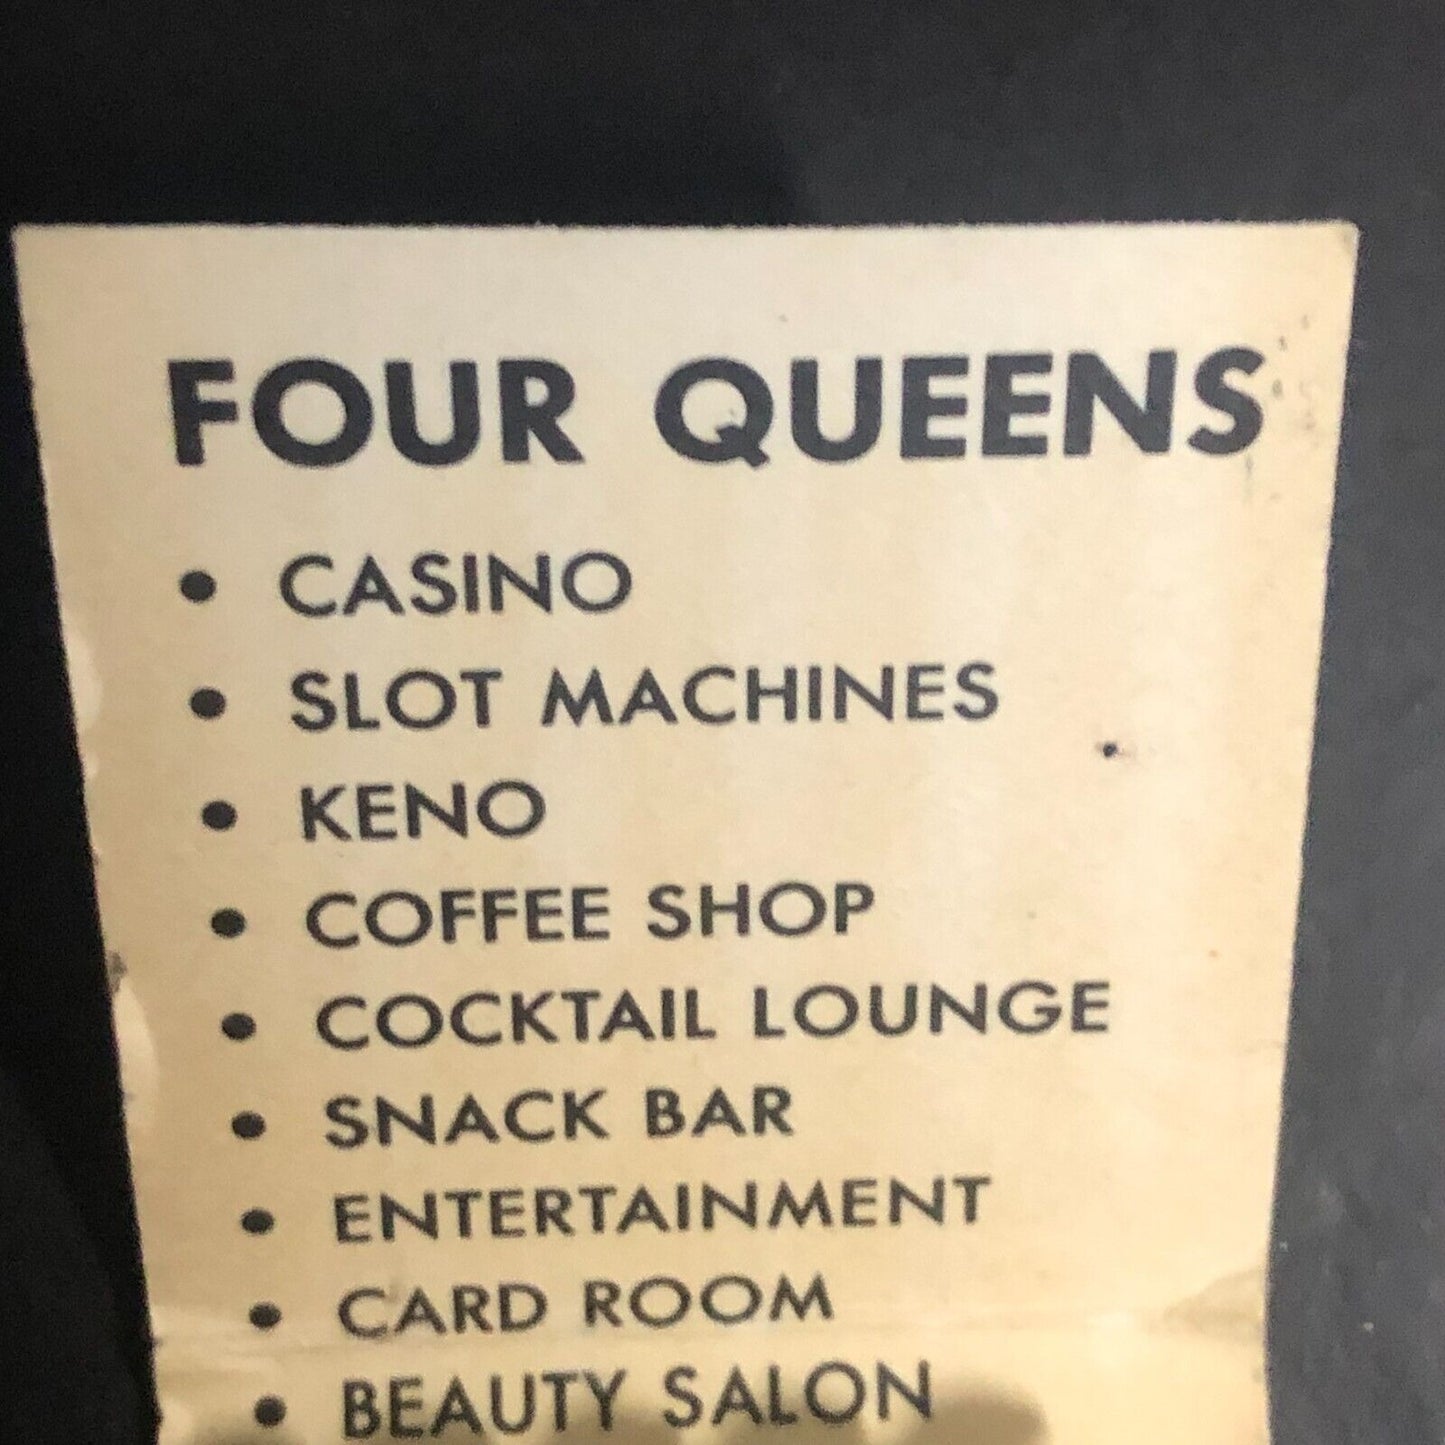 FOUR QUEENS
• CASINO
• SLOT MACHINES
• KENO
• COFFEE SHOP
• COCKTAIL LOUNGE
• SNACK BAR
• ENTERTAINMENT
• CARD ROOM
• BEAUTY SALON